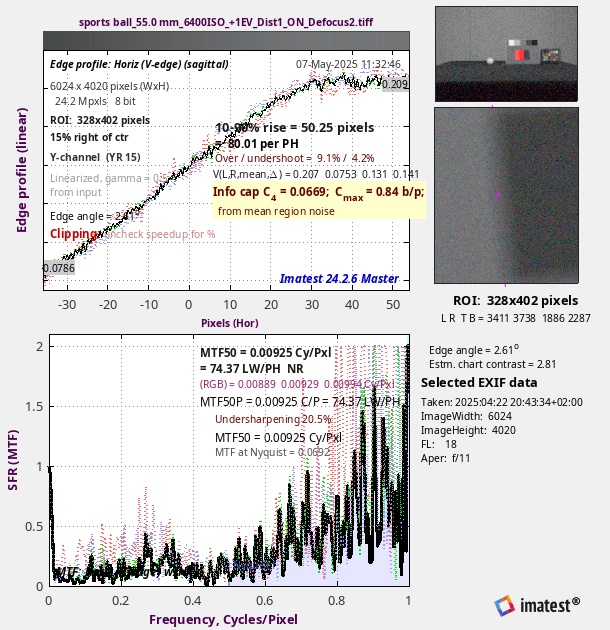 sports ball_55.0 mm_6400ISO_+1EV_Dist1_ON_Defocus2.tiff
Edge profile: Horiz (V-edge) (sagittal)
07-May-2025 11:32:46
6024 x 4020 pixels (WxH)
24.2 Mpxls 8 bit
0.209
ROI: 328x402 pixels
10-90% rise = 50.25 pixels
15% right of ctr
= 80.01 per PH
Y-channel (YR 15)
Over / undershoot = 9.1% / 4.2%
Linearized, gamma = 0.5
V(L,R,mean,Δ) = 0.207 0.0753 0.131 0.141
from input
Info cap C4 = 0.0669; Cmax = 0.84 b/p;
Edge angle = 2.61°
from mean region noise
Clipping uncheck speedup for %
0.0786
Imatest 24.2.6 Master
Edge profile (linear)
-30 -20 -10 0 10 20 30 40 50
Pixels (Hor)
ROI: 328x402 pixels
L R T B = 3411 3738 1886 2287
Edge angle = 2.61°
Estm. chart contrast = 2.81
Selected EXIF data
Taken: 2025:04:22 20:43:34+02:00
ImageWidth: 6024
ImageHeight: 4020
FL: 18
Aper: f/11
MTF50 = 0.00925 Cy/Pxl
= 74.37 LW/PH NR
(RGB) = 0.00889 0.00929 0.00994 Cy/Pxl
MTF50P = 0.00925 C/P = 74.37 LW/PH
Undersharpening 20.5%
MTF50 = 0.00925 Cy/Pxl
MTF at Nyquist = 0.0692
SFR (MTF)
2
1.5
1
0.5
0
0 0.2 0.4 0.6 0.8 1
Frequency, Cycles/Pixel
imatest®